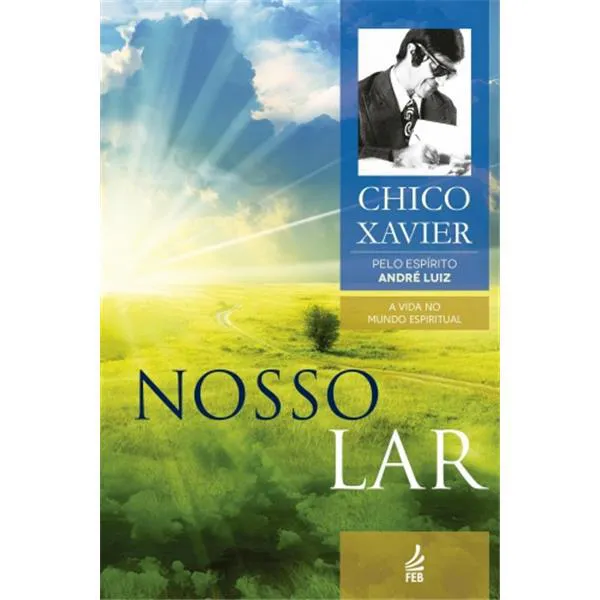 CHICO
XAVIER
PELO ESPÍRITO
ANDRÉ LUIZ
A VIDA NO
MUNDO ESPIRITUAL
NOSSO
LAR
FEB